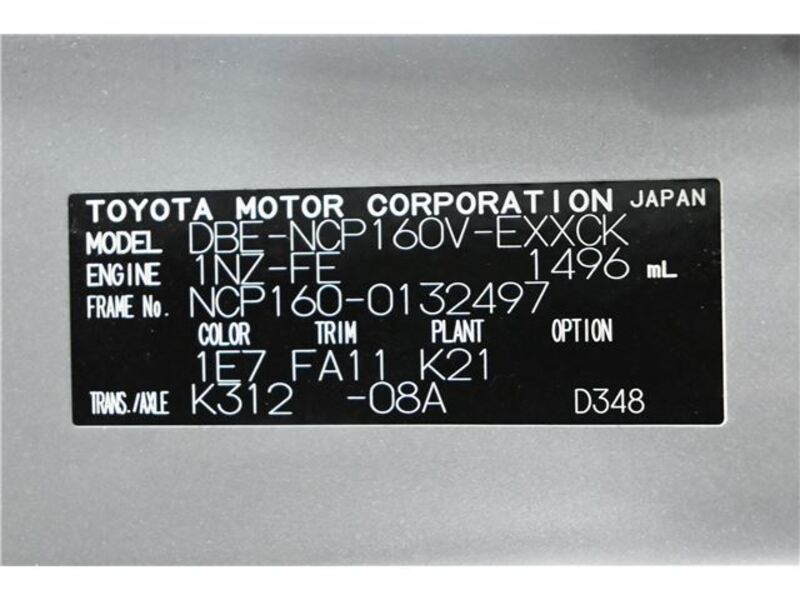 TOYOTA MOTOR CORPORATION JAPAN
MODEL DBE-NCP160V-EXXCK
ENGINE 1NZ-FE 1496 mL
FRAME No. NCP160-0132497
COLOR TRIM PLANT OPTION
1E7 FA11 K21
TRANS./AXLE K312 -08A D348